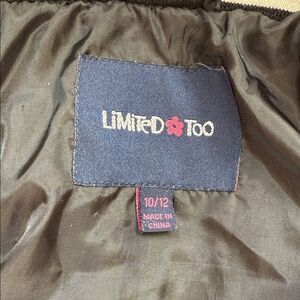 LiMiTeD TOO
10/12
MADE IN
CHINA